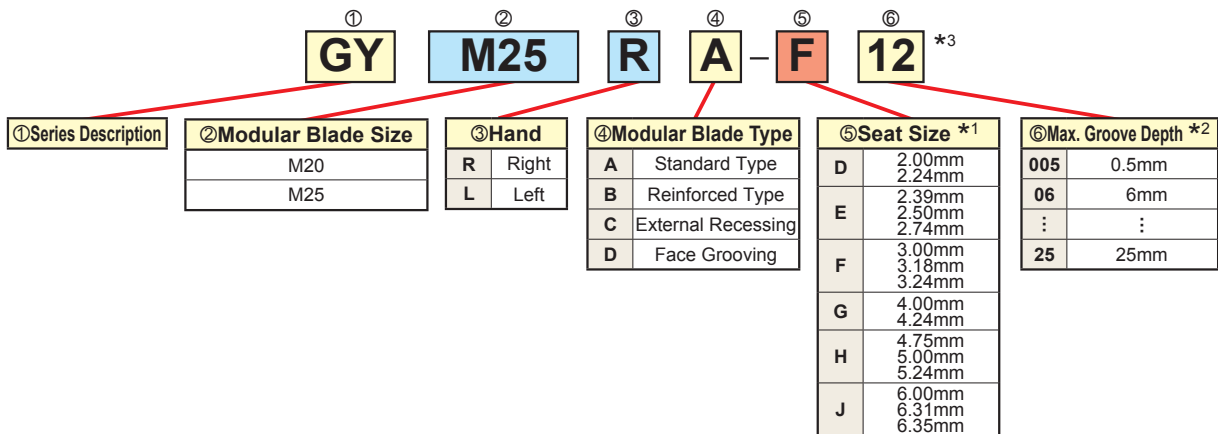 ① ② ③ ④ ⑤ ⑥
GY M25 R A – F 12 *3
①Series Description
②Modular Blade Size
M20
M25
③Hand
R Right
L Left
④Modular Blade Type
A Standard Type
B Reinforced Type
C External Recessing
D Face Grooving
⑤Seat Size *1
D 2.00mm
2.24mm
E 2.39mm
2.50mm
2.74mm
F 3.00mm
3.18mm
3.24mm
G 4.00mm
4.24mm
H 4.75mm
5.00mm
5.24mm
J 6.00mm
6.31mm
6.35mm
⑥Max. Groove Depth *2
005 0.5mm
06 6mm
⋮ ⋮
25 25mm